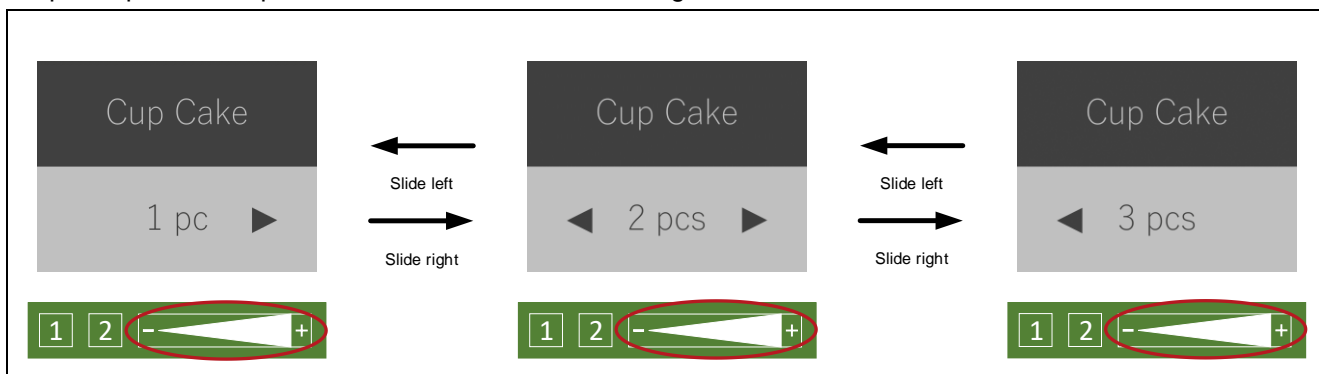 Cup Cake
1 pc ▶
1 2 - +
Slide left
Slide right
Cup Cake
◀ 2 pcs ▶
1 2 - +
Slide left
Slide right
Cup Cake
◀ 3 pcs
1 2 - +